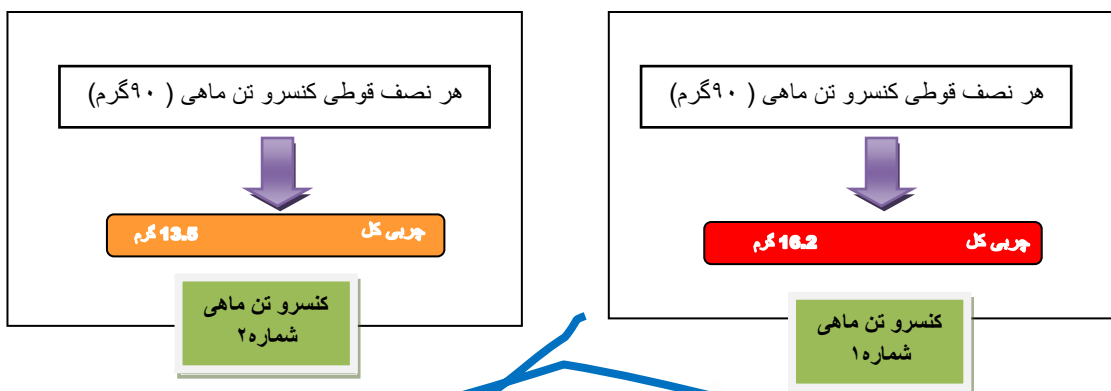 هر نصف قوطی کنسرو تن ماهی ( ۹۰گرم)
چربی کل 16.2 گرم
کنسرو تن ماهی
شماره۱
هر نصف قوطی کنسرو تن ماهی ( ۹۰گرم)
چربی کل 13.5 گرم
کنسرو تن ماهی
شماره۲